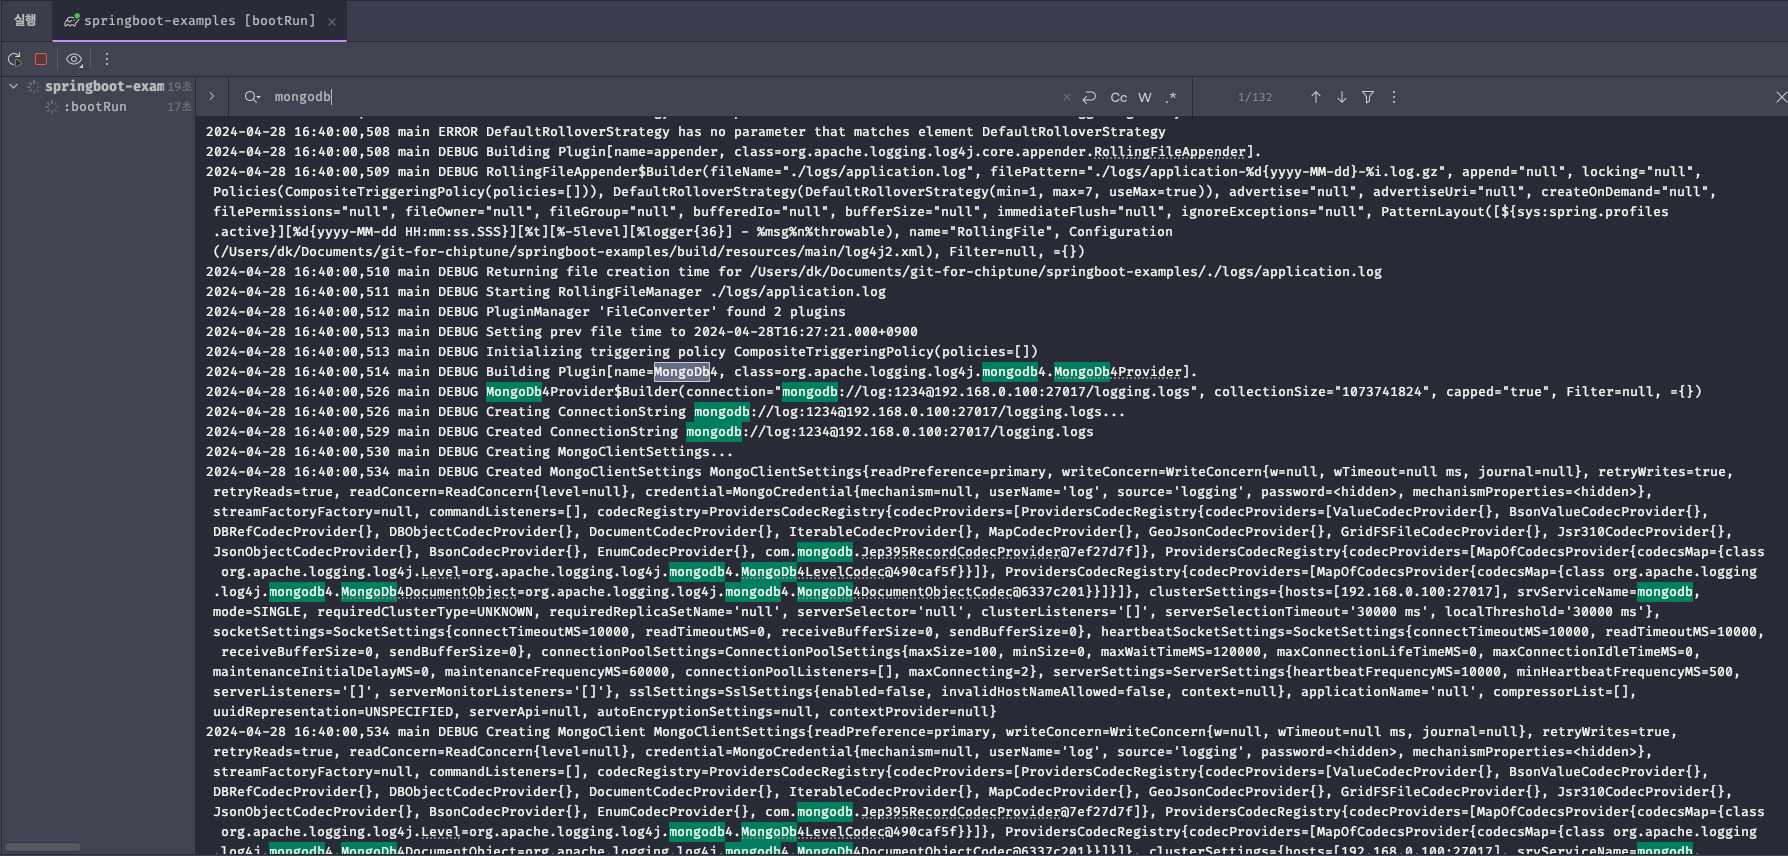 실행
springboot-examples [bootRun]
springboot-exam 19초
:bootRun 17초
mongodb
Cc W .*
1/132
2024-04-28 16:40:00,508 main ERROR DefaultRolloverStrategy has no parameter that matches element DefaultRolloverStrategy
2024-04-28 16:40:00,508 main DEBUG Building Plugin[name=appender, class=org.apache.logging.log4j.core.appender.RollingFileAppender].
2024-04-28 16:40:00,509 main DEBUG RollingFileAppender$Builder(fileName="./logs/application.log", filePattern="./logs/application-%d{yyyy-MM-dd}-%i.log.gz", append="null", locking="null",
Policies(CompositeTriggeringPolicy(policies=[])), DefaultRolloverStrategy(DefaultRolloverStrategy(min=1, max=7, useMax=true)), advertise="null", advertiseUri="null", createOnDemand="null",
filePermissions="null", fileOwner="null", fileGroup="null", bufferedIo="null", bufferSize="null", immediateFlush="null", ignoreExceptions="null", PatternLayout([${sys:spring.profiles
.active}][%d{yyyy-MM-dd HH:mm:ss.SSS}][%t][%-5level][%logger{36}] - %msg%n%throwable), name="RollingFile", Configuration
(/Users/dk/Documents/git-for-chiptune/springboot-examples/build/resources/main/log4j2.xml), Filter=null, ={})
2024-04-28 16:40:00,510 main DEBUG Returning file creation time for /Users/dk/Documents/git-for-chiptune/springboot-examples/./logs/application.log
2024-04-28 16:40:00,511 main DEBUG Starting RollingFileManager ./logs/application.log
2024-04-28 16:40:00,512 main DEBUG PluginManager 'FileConverter' found 2 plugins
2024-04-28 16:40:00,513 main DEBUG Setting prev file time to 2024-04-28T16:27:21.000+0900
2024-04-28 16:40:00,513 main DEBUG Initializing triggering policy CompositeTriggeringPolicy(policies=[])
2024-04-28 16:40:00,514 main DEBUG Building Plugin[name=MongoDb4, class=org.apache.logging.log4j.mongodb4.MongoDb4Provider].
2024-04-28 16:40:00,526 main DEBUG MongoDb4Provider$Builder(connection="mongodb://log:1234@192.168.0.100:27017/logging.logs", collectionSize="1073741824", capped="true", Filter=null, ={})
2024-04-28 16:40:00,526 main DEBUG Creating ConnectionString mongodb://log:1234@192.168.0.100:27017/logging.logs...
2024-04-28 16:40:00,529 main DEBUG Created ConnectionString mongodb://log:1234@192.168.0.100:27017/logging.logs
2024-04-28 16:40:00,530 main DEBUG Creating MongoClientSettings...
2024-04-28 16:40:00,534 main DEBUG Created MongoClientSettings MongoClientSettings{readPreference=primary, writeConcern=WriteConcern{w=null, wTimeout=null ms, journal=null}, retryWrites=true,
retryReads=true, readConcern=ReadConcern{level=null}, credential=MongoCredential{mechanism=null, userName='log', source='logging', password=<hidden>, mechanismProperties=<hidden>},
streamFactoryFactory=null, commandListeners=[], codecRegistry=ProvidersCodecRegistry{codecProviders=[ProvidersCodecRegistry{codecProviders=[ValueCodecProvider{}, BsonValueCodecProvider{},
DBRefCodecProvider{}, DBObjectCodecProvider{}, DocumentCodecProvider{}, IterableCodecProvider{}, MapCodecProvider{}, GeoJsonCodecProvider{}, GridFSFileCodecProvider{}, Jsr310CodecProvider{},
JsonObjectCodecProvider{}, BsonCodecProvider{}, EnumCodecProvider{}, com.mongodb.Jep395RecordCodecProvider@7ef27d7f]}, ProvidersCodecRegistry{codecProviders=[MapOfCodecsProvider{codecsMap={class
org.apache.logging.log4j.Level=org.apache.logging.log4j.mongodb4.MongoDb4LevelCodec@490caf5f}}]}, ProvidersCodecRegistry{codecProviders=[MapOfCodecsProvider{codecsMap={class org.apache.logging
.log4j.mongodb4.MongoDb4DocumentObject=org.apache.logging.log4j.mongodb4.MongoDb4DocumentObjectCodec@6337c201}}]}]}, clusterSettings={hosts=[192.168.0.100:27017], srvServiceName=mongodb,
mode=SINGLE, requiredClusterType=UNKNOWN, requiredReplicaSetName='null', serverSelector='null', clusterListeners='[]', serverSelectionTimeout='30000 ms', localThreshold='30000 ms'},
socketSettings=SocketSettings{connectTimeoutMS=10000, readTimeoutMS=0, receiveBufferSize=0, sendBufferSize=0}, heartbeatSocketSettings=SocketSettings{connectTimeoutMS=10000, readTimeoutMS=10000,
receiveBufferSize=0, sendBufferSize=0}, connectionPoolSettings=ConnectionPoolSettings{maxSize=100, minSize=0, maxWaitTimeMS=120000, maxConnectionLifeTimeMS=0, maxConnectionIdleTimeMS=0,
maintenanceInitialDelayMS=0, maintenanceFrequencyMS=60000, connectionPoolListeners=[], maxConnecting=2}, serverSettings=ServerSettings{heartbeatFrequencyMS=10000, minHeartbeatFrequencyMS=500,
serverListeners='[]', serverMonitorListeners='[]'}, sslSettings=SslSettings{enabled=false, invalidHostNameAllowed=false, context=null}, applicationName='null', compressorList=[],
uuidRepresentation=UNSPECIFIED, serverApi=null, autoEncryptionSettings=null, contextProvider=null}
2024-04-28 16:40:00,534 main DEBUG Creating MongoClient MongoClientSettings{readPreference=primary, writeConcern=WriteConcern{w=null, wTimeout=null ms, journal=null}, retryWrites=true,
retryReads=true, readConcern=ReadConcern{level=null}, credential=MongoCredential{mechanism=null, userName='log', source='logging', password=<hidden>, mechanismProperties=<hidden>},
streamFactoryFactory=null, commandListeners=[], codecRegistry=ProvidersCodecRegistry{codecProviders=[ProvidersCodecRegistry{codecProviders=[ValueCodecProvider{}, BsonValueCodecProvider{},
DBRefCodecProvider{}, DBObjectCodecProvider{}, DocumentCodecProvider{}, IterableCodecProvider{}, MapCodecProvider{}, GeoJsonCodecProvider{}, GridFSFileCodecProvider{}, Jsr310CodecProvider{},
JsonObjectCodecProvider{}, BsonCodecProvider{}, EnumCodecProvider{}, com.mongodb.Jep395RecordCodecProvider@7ef27d7f]}, ProvidersCodecRegistry{codecProviders=[MapOfCodecsProvider{codecsMap={class
org.apache.logging.log4j.Level=org.apache.logging.log4j.mongodb4.MongoDb4LevelCodec@490caf5f}}]}, ProvidersCodecRegistry{codecProviders=[MapOfCodecsProvider{codecsMap={class org.apache.logging
.log4j.mongodb4.MongoDb4DocumentObject=org.apache.logging.log4j.mongodb4.MongoDb4DocumentObjectCodec@6337c201}}]}]}, clusterSettings={hosts=[192.168.0.100:27017], srvServiceName=mongodb,